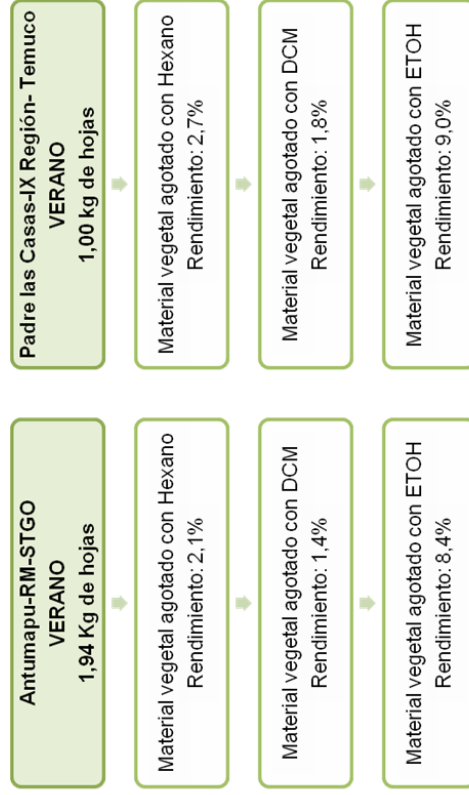 Antumapu-RM-STGO
VERANO
1,94 Kg de hojas
Material vegetal agotado con Hexano
Rendimiento: 2,1%
Material vegetal agotado con DCM
Rendimiento: 1,4%
Material vegetal agotado con ETOH
Rendimiento: 8,4%
Padre las Casas-IX Región- Temuco
VERANO
1,00 kg de hojas
Material vegetal agotado con Hexano
Rendimiento: 2,7%
Material vegetal agotado con DCM
Rendimiento: 1,8%
Material vegetal agotado con ETOH
Rendimiento: 9,0%